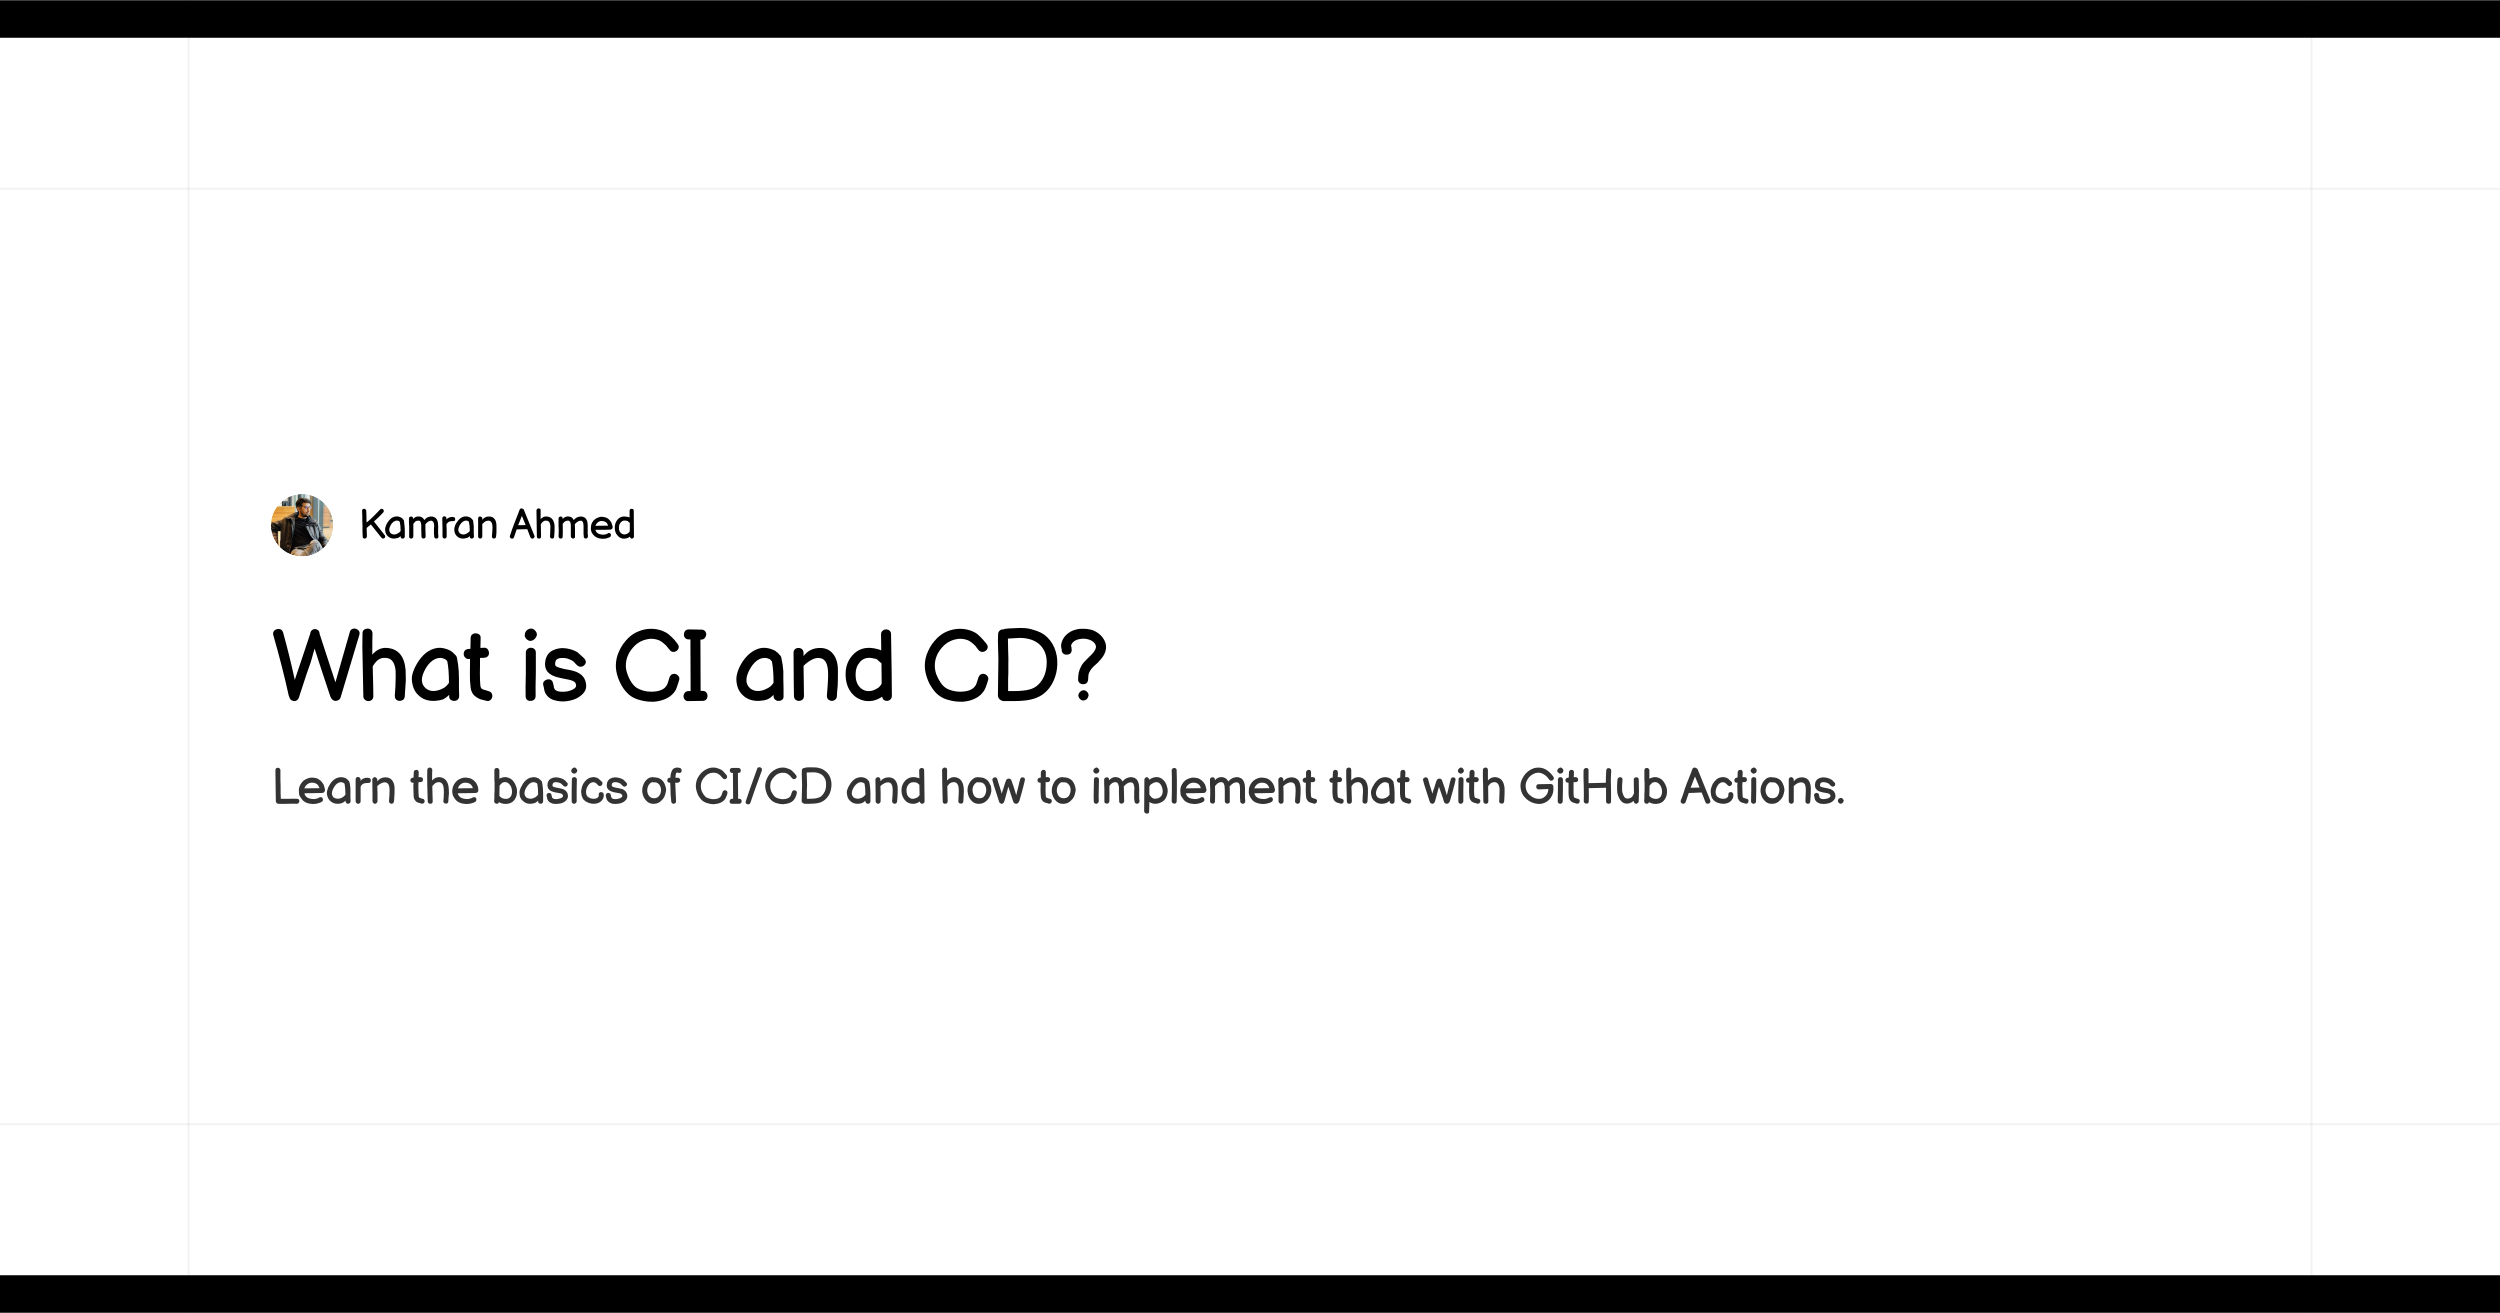 Kamran Ahmed
What is CI and CD?
Learn the basics of CI/CD and how to implement that with GitHub Actions.